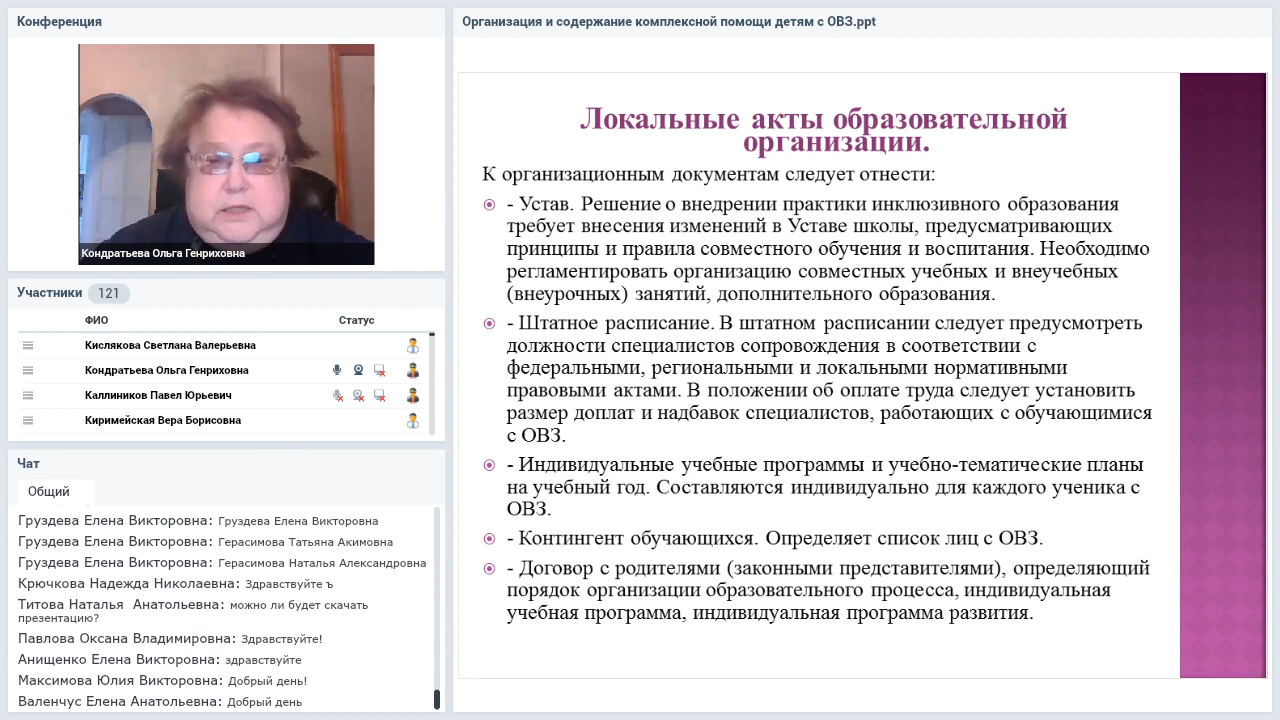 Конференция
Кондратьева Ольга Генриховна
Участники 121
ФИО Статус
Кислякова Светлана Валерьевна
Кондратьева Ольга Генриховна
Каллиников Павел Юрьевич
Киримейская Вера Борисовна
Чат
Общий
Груздева Елена Викторовна: Груздева Елена Викторовна
Груздева Елена Викторовна: Герасимова Татьяна Акимовна
Груздева Елена Викторовна: Герасимова Наталья Александровна
Крючкова Надежда Николаевна: Здравствуйте ъ
Титова Наталья  Анатольевна: можно ли будет скачать
презентацию?
Павлова Оксана Владимировна: Здравствуйте!
Анищенко Елена Викторовна: здравствуйте
Максимова Юлия Викторовна: Добрый день!
Валенчус Елена Анатольевна: Добрый день
Организация и содержание комплексной помощи детям с ОВЗ.ppt
Локальные акты образовательной
организации.
К организационным документам следует отнести:
- Устав. Решение о внедрении практики инклюзивного образования
требует внесения изменений в Уставе школы, предусматривающих
принципы и правила совместного обучения и воспитания. Необходимо
регламентировать организацию совместных учебных и внеучебных
(внеурочных) занятий, дополнительного образования.
- Штатное расписание. В штатном расписании следует предусмотреть
должности специалистов сопровождения в соответствии с
федеральными, региональными и локальными нормативными
правовыми актами. В положении об оплате труда следует установить
размер доплат и надбавок специалистов, работающих с обучающимися
с ОВЗ.
- Индивидуальные учебные программы и учебно-тематические планы
на учебный год. Составляются индивидуально для каждого ученика с
ОВЗ.
- Контингент обучающихся. Определяет список лиц с ОВЗ.
- Договор с родителями (законными представителями), определяющий
порядок организации образовательного процесса, индивидуальная
учебная программа, индивидуальная программа развития.